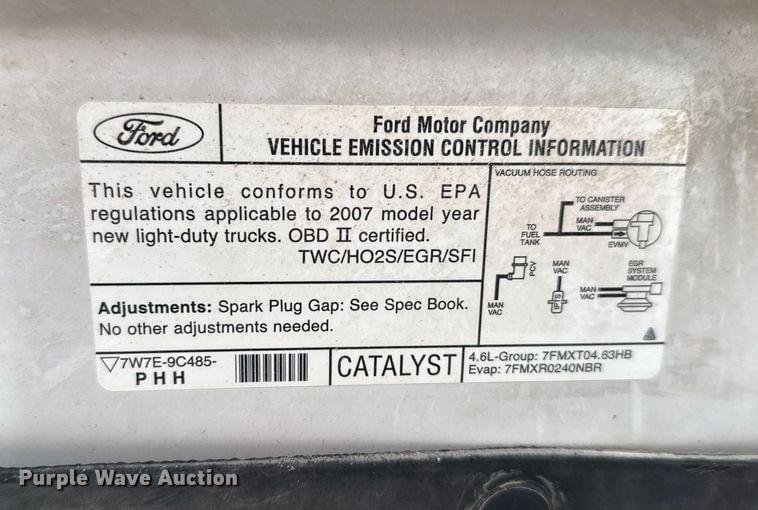 Ford
Ford Motor Company
VEHICLE EMISSION CONTROL INFORMATION
This vehicle conforms to U.S. EPA
regulations applicable to 2007 model year
new light-duty trucks. OBD II certified.
TWC/HO2S/EGR/SFI
Adjustments: Spark Plug Gap: See Spec Book.
No other adjustments needed.
VACUUM HOSE ROUTING
TO CANISTER
ASSEMBLY
MAN
VAC
TO
FUEL
TANK
EVMV
PCV
MAN
VAC
MAN
VAC
EGR
SYSTEM
MODULE
MAN
VAC
7W7E-9C485-
PHH
CATALYST
4.6L-Group: 7FMXT04.63HB
Evap: 7FMXR0240NBR
Purple Wave Auction